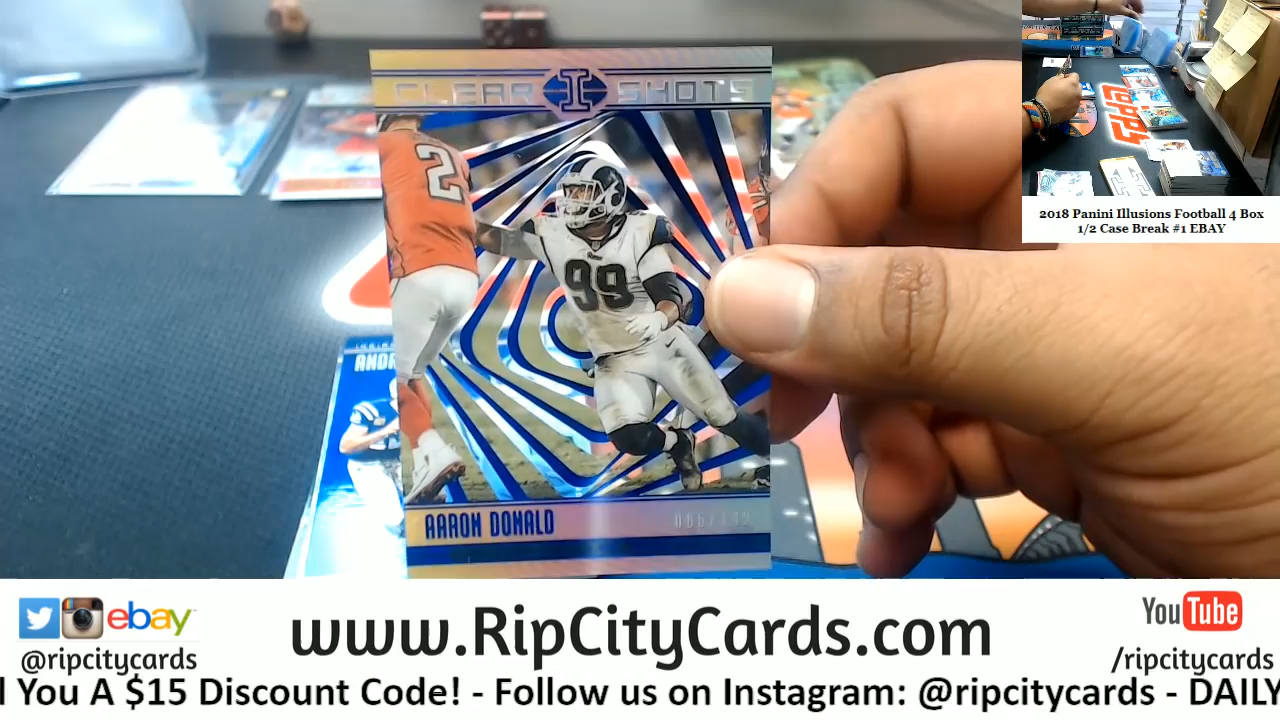 CLEAR I SHOTS
2
99
AARON DONALD
ANDR
2018 Panini Illusions Football 4 Box
1/2 Case Break #1 EBAY
ebay
@ripcitycards
www.RipCityCards.com
YouTube
/ripcitycards
You A $15 Discount Code! - Follow us on Instagram: @ripcitycards - DAILY